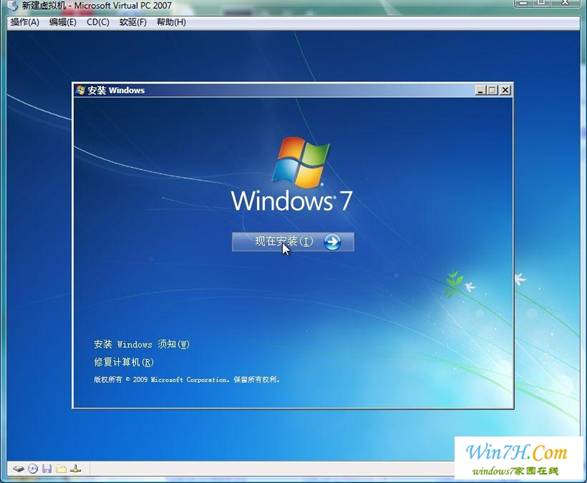 新建虚拟机 - Microsoft Virtual PC 2007
操作(A) 编辑(E) CD(C) 软驱(F) 帮助(H)
安装 Windows
Windows 7
现在安装(I)
安装 Windows 须知(W)
修复计算机(R)
版权所有 © 2009 Microsoft Corporation。保留所有权利。
Win7H.Com
windows7家园在线